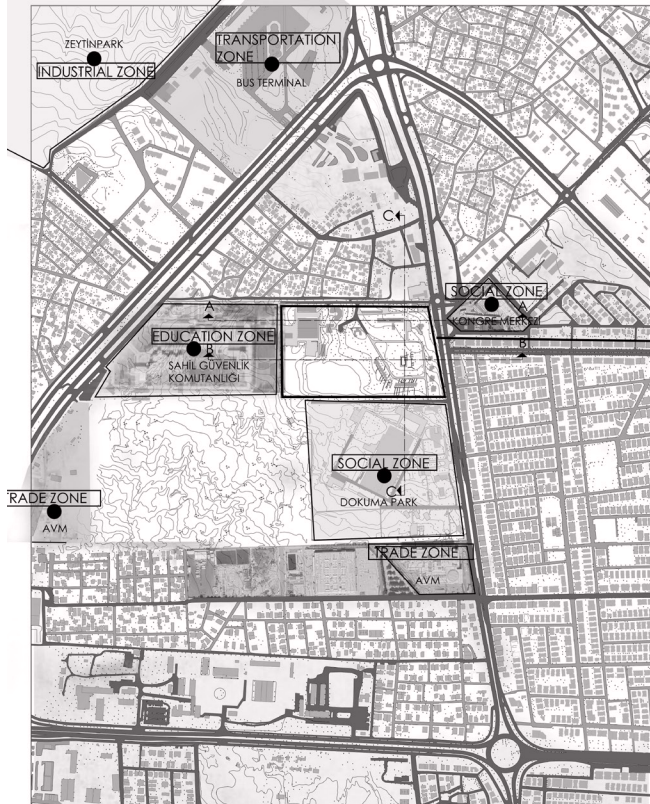 ZEYTİNPARK
INDUSTRIAL ZONE
TRANSPORTATION
ZONE
BUS TERMINAL
C
SOCIAL ZONE
A
KONGRE MERKEZİ
B
A
EDUCATION ZONE
B
SAHİL GÜVENLİK
KOMUTANLIĞI
D
SOCIAL ZONE
C
DOKUMA PARK
TRADE ZONE
AVM
TRADE ZONE
AVM